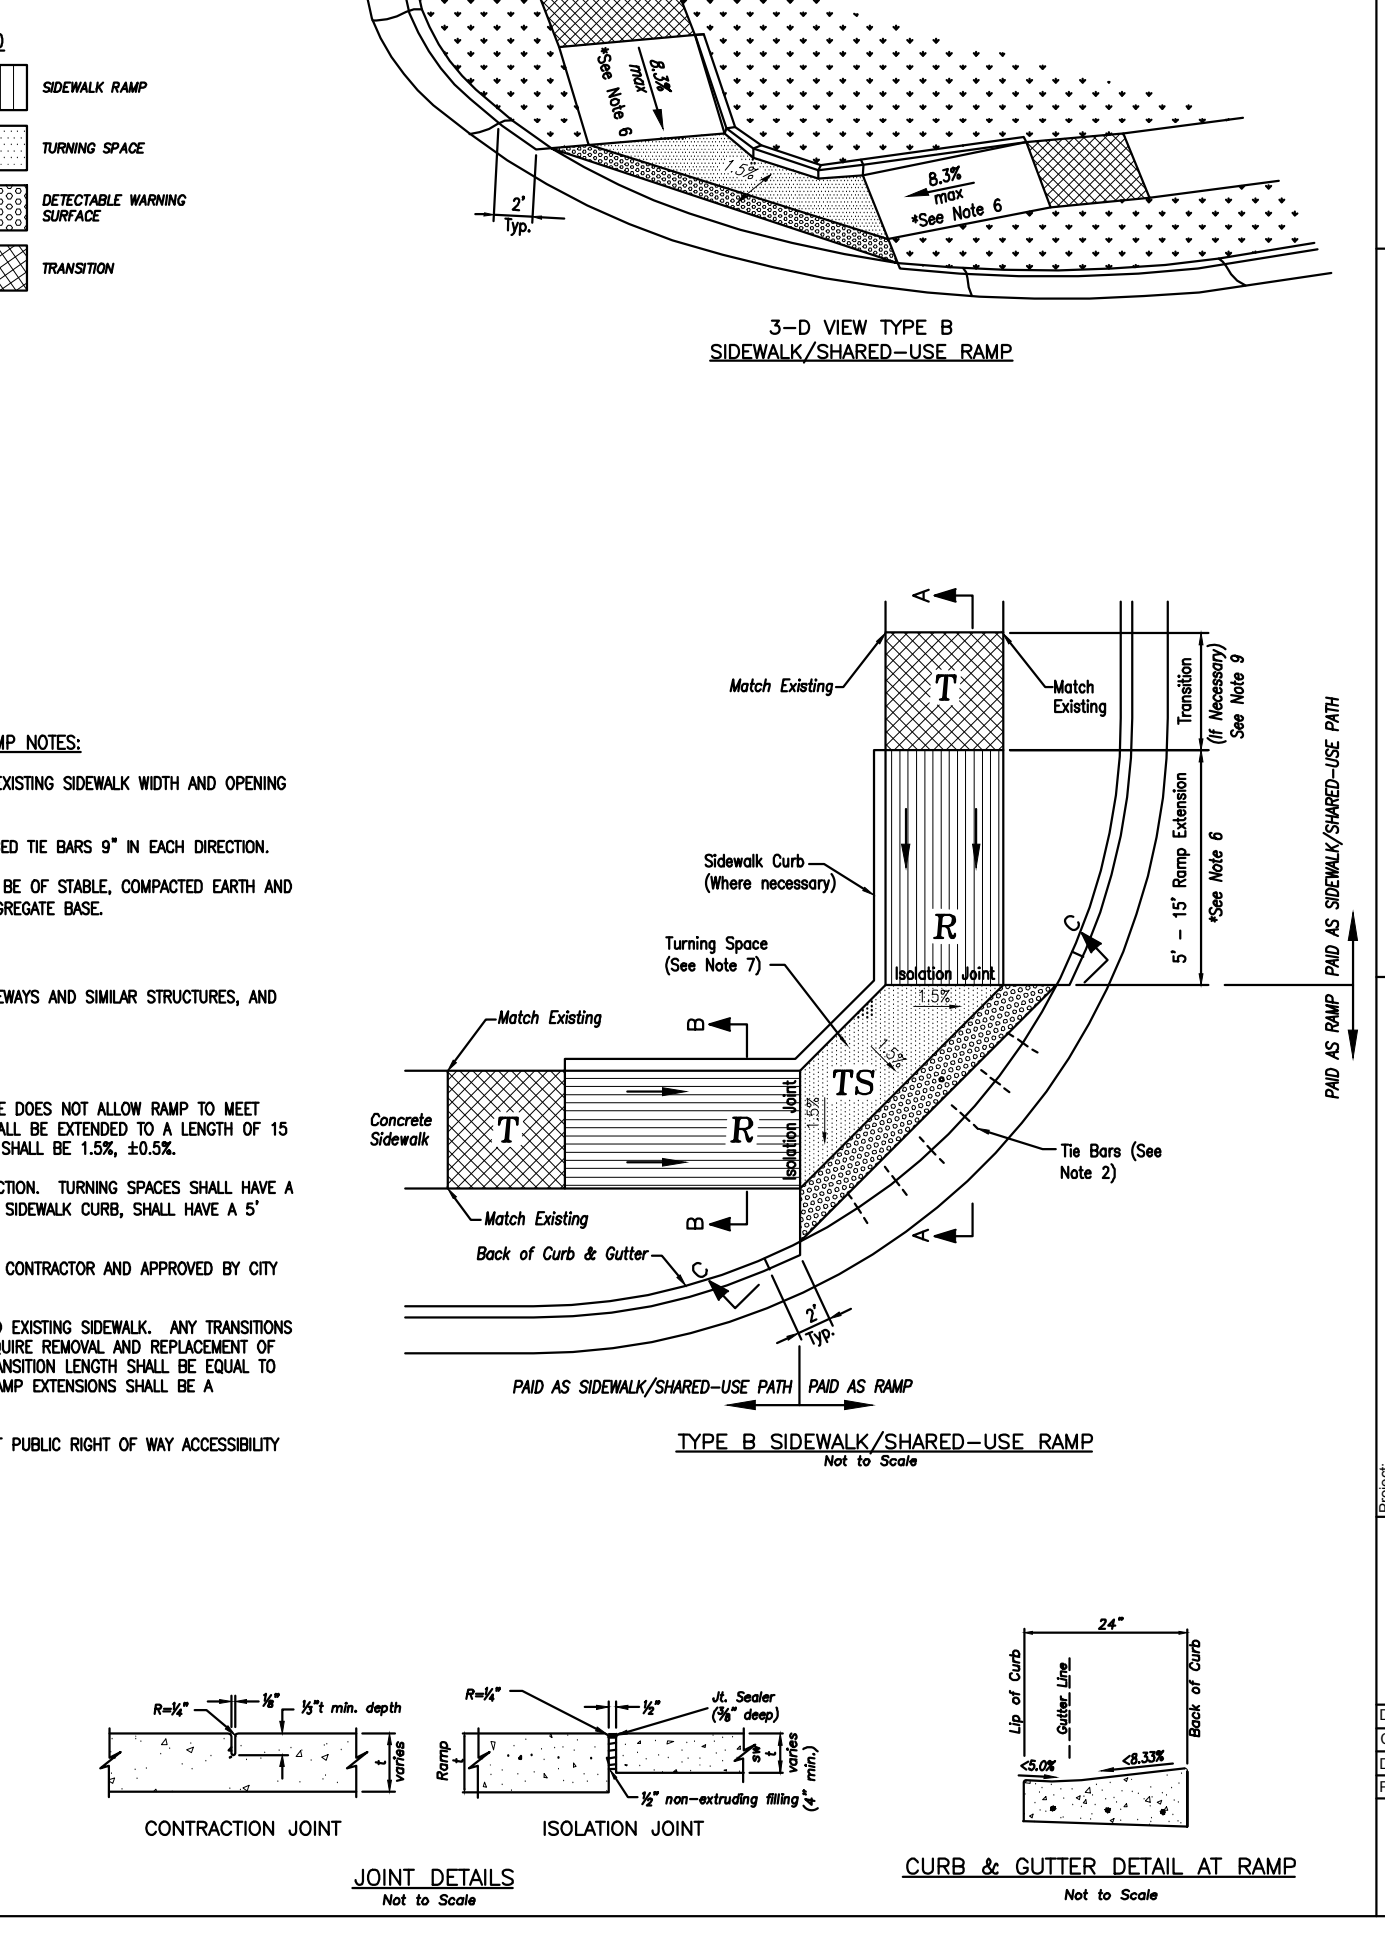 SIDEWALK RAMP
TURNING SPACE
DETECTABLE WARNING
SURFACE
TRANSITION
8.3%
max
*See Note 6
1.5%
8.3%
max
*See Note 6
2'
Typ.
3-D VIEW TYPE B
SIDEWALK/SHARED-USE RAMP
NOTES:
EXISTING SIDEWALK WIDTH AND OPENING
TIE BARS 9" IN EACH DIRECTION.
BE OF STABLE, COMPACTED EARTH AND
BASE.
AND SIMILAR STRUCTURES, AND
DOES NOT ALLOW RAMP TO MEET
BE EXTENDED TO A LENGTH OF 15
SHALL BE 1.5%, ±0.5%.
TURNING SPACES SHALL HAVE A
SIDEWALK CURB, SHALL HAVE A 5'
CONTRACTOR AND APPROVED BY CITY
EXISTING SIDEWALK. ANY TRANSITIONS
REMOVAL AND REPLACEMENT OF
LENGTH SHALL BE EQUAL TO
EXTENSIONS SHALL BE A
PUBLIC RIGHT OF WAY ACCESSIBILITY
A
Match Existing
T
Match
Existing
Transition
(If Necessary)
See Note 9
Sidewalk Curb
(Where necessary)
R
5' - 15' Ramp Extension
*See Note 6
PAID AS SIDEWALK/SHARED-USE PATH
PAID AS RAMP
C
Turning Space
(See Note 7)
Isolation Joint
1.5%
1.5%
1.5%
TS
Match Existing
B
Concrete
Sidewalk
T
R
Isolation Joint
Tie Bars (See
Note 2)
Match Existing
B
A
Back of Curb & Gutter
C
2'
Typ.
PAID AS SIDEWALK/SHARED-USE PATH
PAID AS RAMP
TYPE B SIDEWALK/SHARED-USE RAMP
Not to Scale
Project:
R=¼"
⅛"
⅓"t min. depth
t
varies
CONTRACTION JOINT
R=¼"
½"
Jt. Sealer
(⅜" deep)
Ramp
t
sw
t
varies
(4" min.)
½" non-extruding filling
ISOLATION JOINT
JOINT DETAILS
Not to Scale
24"
Lip of Curb
Gutter Line
Back of Curb
<5.0%
<8.33%
CURB & GUTTER DETAIL AT RAMP
Not to Scale